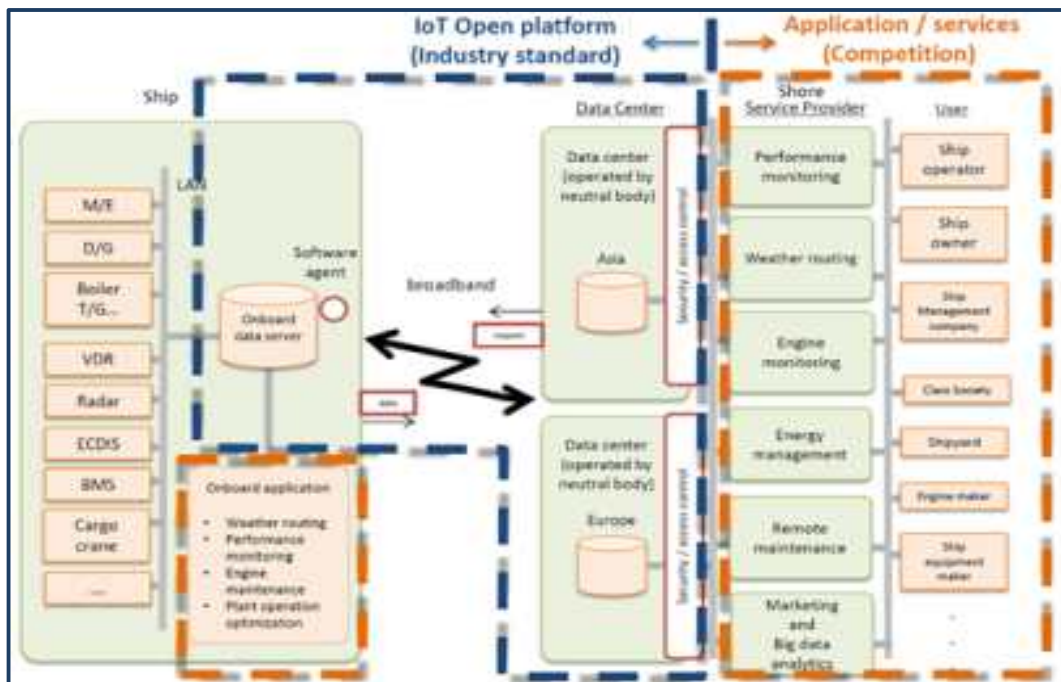 IoT Open platform
(Industry standard)
Application / services
(Competition)
Ship
LAN
M/E
D/G
Boiler
T/G...
VDR
Radar
ECDIS
BMS
Cargo
crane
...
Software
agent
Onboard
data server
Onboard application
• Weather routing
• Performance
monitoring
• Engine
maintenance
• Plant operation
optimization
Broadband
request
data
Data Center
Data center
(operated by
neutral body)
Asia
Security / access control
Data center
(operated by
neutral body)
Europe
Security / access control
Shore
Service Provider
Performance
monitoring
Weather routing
Engine
monitoring
Energy
management
Remote
maintenance
Marketing
and
Big data
analytics
User
Ship
operator
Ship
owner
Ship
Management
company
Class Society
Shipyard
Engine maker
Ship
equipment
maker
.
.
.